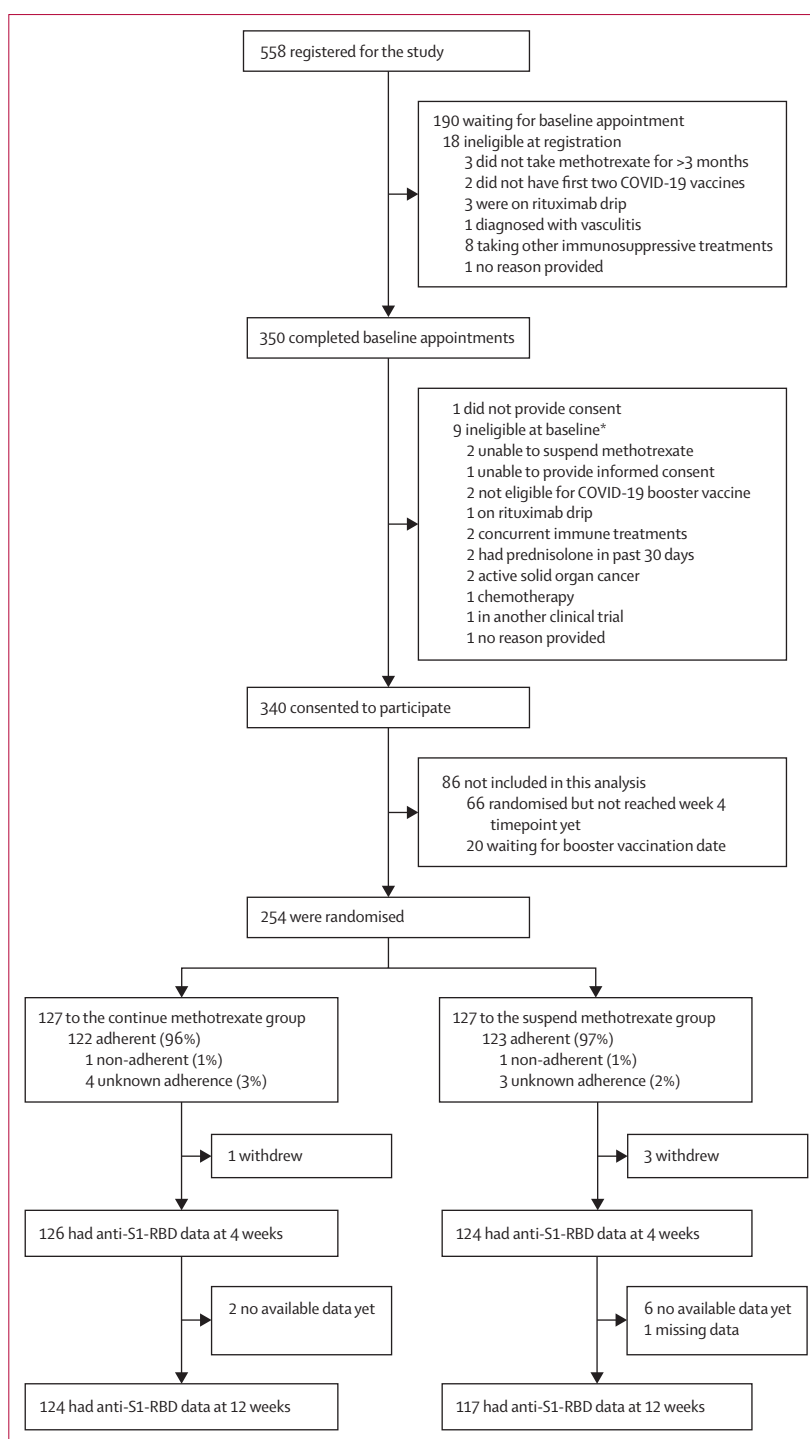 558 registered for the study
190 waiting for baseline appointment
18 ineligible at registration
3 did not take methotrexate for >3 months
2 did not have first two COVID-19 vaccines
3 were on rituximab drip
1 diagnosed with vasculitis
8 taking other immunosuppressive treatments
1 no reason provided
350 completed baseline appointments
1 did not provide consent
9 ineligible at baseline*
2 unable to suspend methotrexate
1 unable to provide informed consent
2 not eligible for COVID-19 booster vaccine
1 on rituximab drip
2 concurrent immune treatments
2 had prednisolone in past 30 days
2 active solid organ cancer
1 chemotherapy
1 in another clinical trial
1 no reason provided
340 consented to participate
86 not included in this analysis
66 randomised but not reached week 4
timepoint yet
20 waiting for booster vaccination date
254 were randomised
127 to the continue methotrexate group
122 adherent (96%)
1 non-adherent (1%)
4 unknown adherence (3%)
127 to the suspend methotrexate group
123 adherent (97%)
1 non-adherent (1%)
3 unknown adherence (2%)
1 withdrew
3 withdrew
126 had anti-S1-RBD data at 4 weeks
124 had anti-S1-RBD data at 4 weeks
2 no available data yet
6 no available data yet
1 missing data
124 had anti-S1-RBD data at 12 weeks
117 had anti-S1-RBD data at 12 weeks